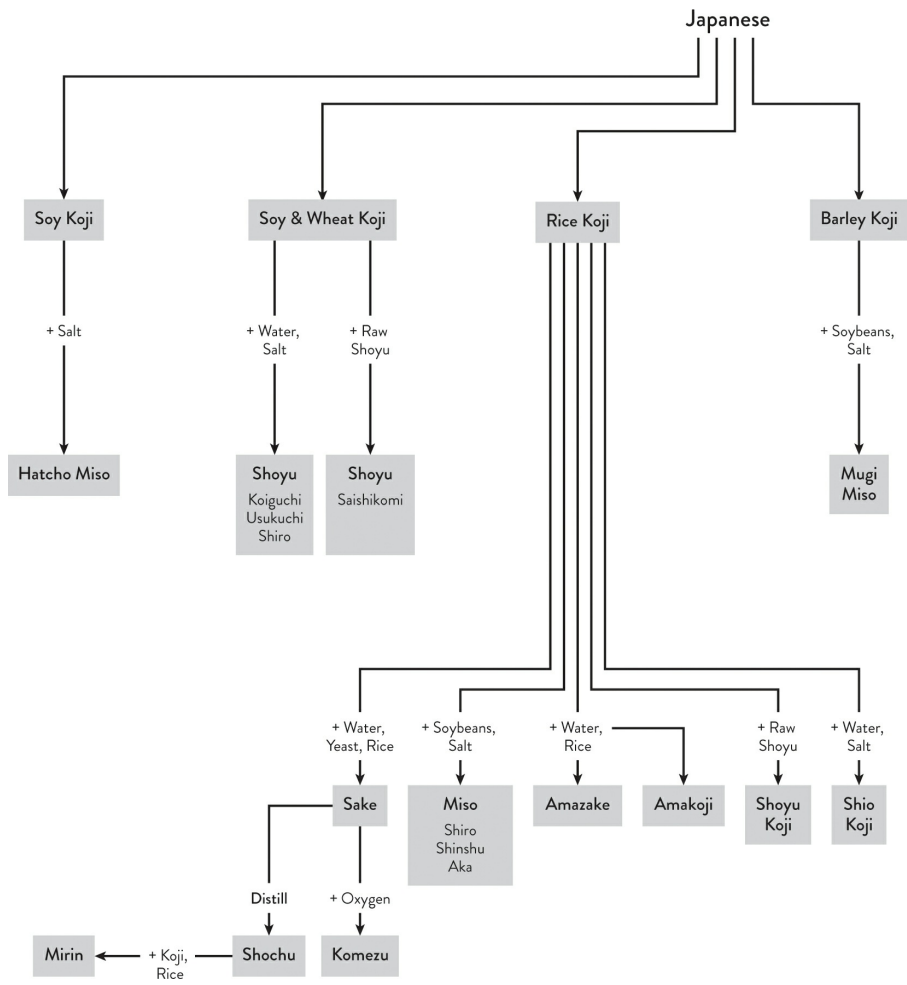 Japanese
Soy Koji
Soy & Wheat Koji
Rice Koji
Barley Koji
+ Salt
+ Water,
Salt
+ Raw
Shoyu
+ Soybeans,
Salt
Hatcho Miso
Shoyu
Koiguchi
Usukuchi
Shiro
Shoyu
Saishikomi
Mugi
Miso
+ Water,
Yeast, Rice
+ Soybeans,
Salt
+ Water,
Rice
+ Raw
Shoyu
+ Water,
Salt
Sake
Miso
Shiro
Shinshu
Aka
Amazake
Amakoji
Shoyu
Koji
Shio
Koji
Distill
+ Oxygen
Mirin
+ Koji,
Rice
Shochu
Komezu